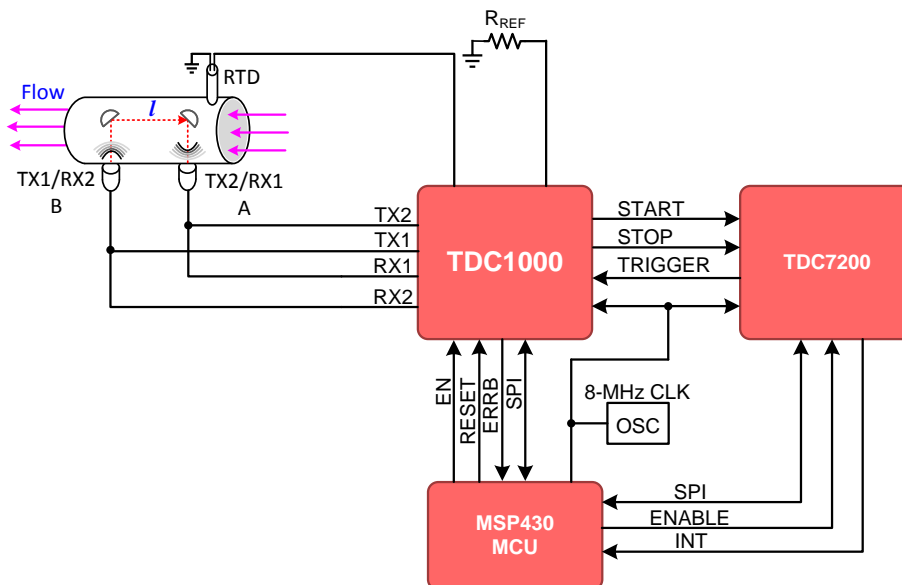 R_REF
RTD
Flow
l
TX1/RX2
B
TX2/RX1
A
TX2
TX1
RX1
RX2
TDC1000
START
STOP
TRIGGER
TDC7200
EN
RESET
ERRB
SPI
8-MHz CLK
OSC
MSP430
MCU
SPI
ENABLE
INT